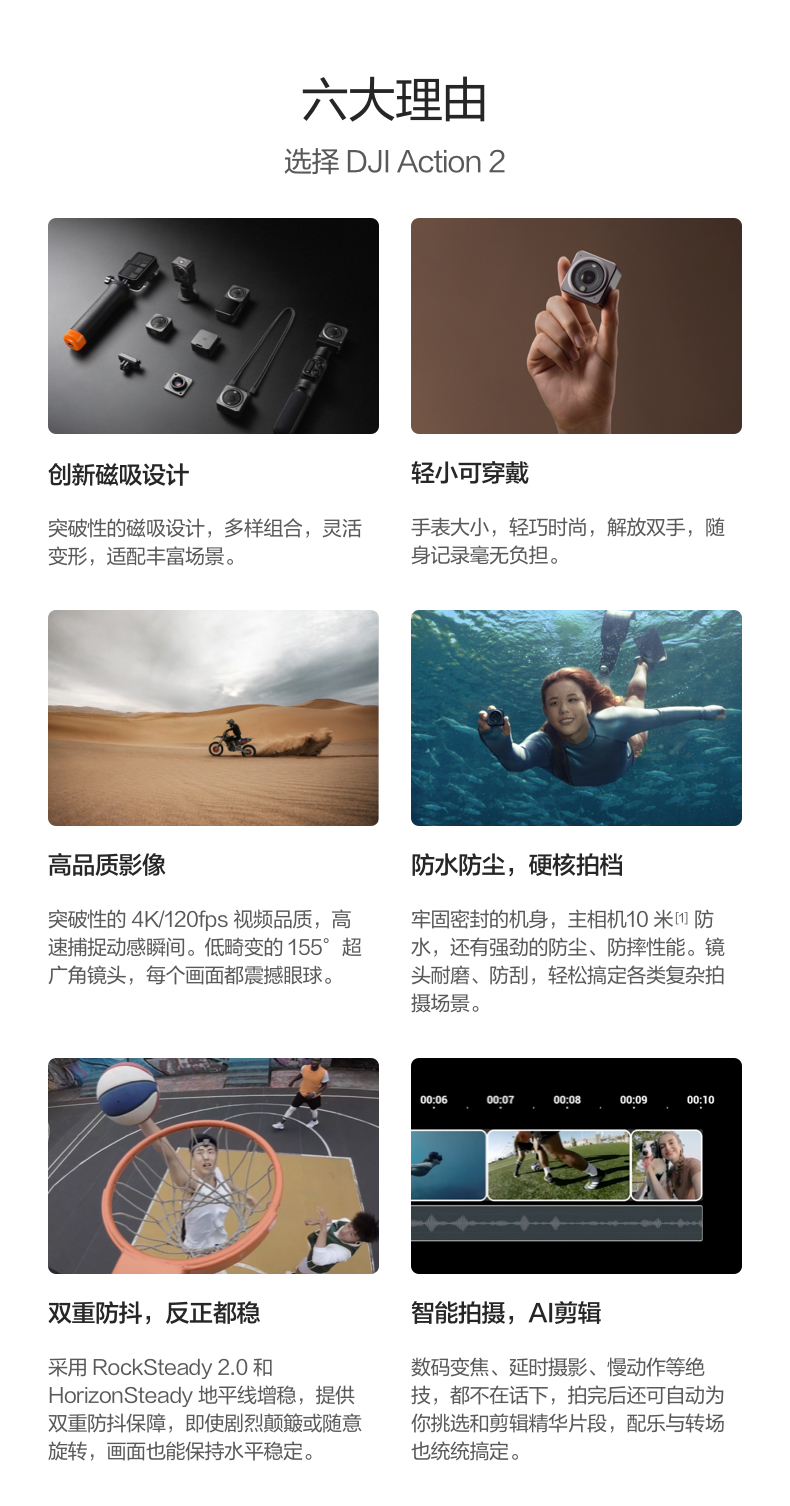 六大理由
选择 DJI Action 2
创新磁吸设计
突破性的磁吸设计，多样组合，灵活
变形，适配丰富场景。
轻小可穿戴
手表大小，轻巧时尚，解放双手，随
身记录毫无负担。
高品质影像
突破性的 4K/120fps 视频品质，高
速捕捉动感瞬间。低畸变的 155°超
广角镜头，每个画面都震撼眼球。
防水防尘，硬核拍档
牢固密封的机身，主相机10 米[1] 防
水，还有强劲的防尘、防摔性能。镜
头耐磨、防刮，轻松搞定各类复杂拍
摄场景。
双重防抖，反正都稳
采用 RockSteady 2.0 和
HorizonSteady 地平线增稳，提供
双重防抖保障，即使剧烈颠簸或随意
旋转，画面也能保持水平稳定。
00:06 00:07 00:08 00:09 00:10
智能拍摄，AI剪辑
数码变焦、延时摄影、慢动作等绝
技，都不在话下，拍完后还可自动为
你挑选和剪辑精华片段，配乐与转场
也统统搞定。